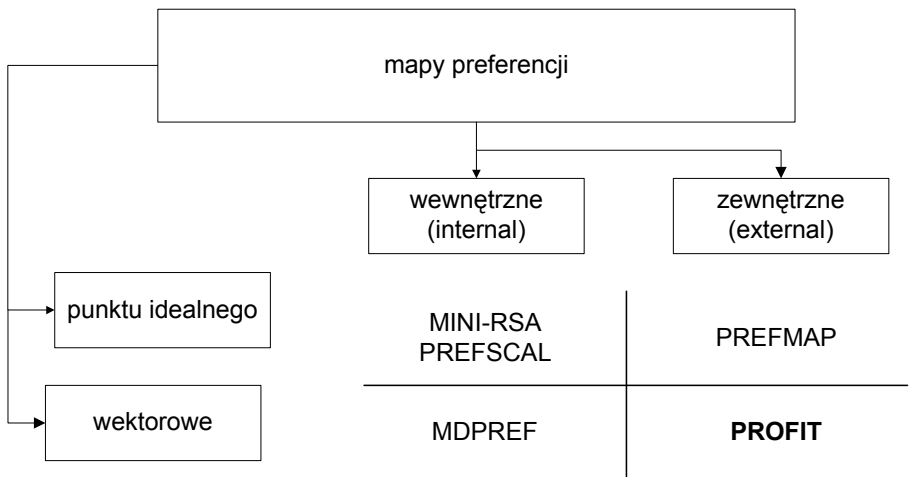 mapy preferencji
wewnętrzne
(internal)
zewnętrzne
(external)
punktu idealnego
MINI-RSA
PREFSCAL
PREFMAP
wektorowe
MDPREF
PROFIT